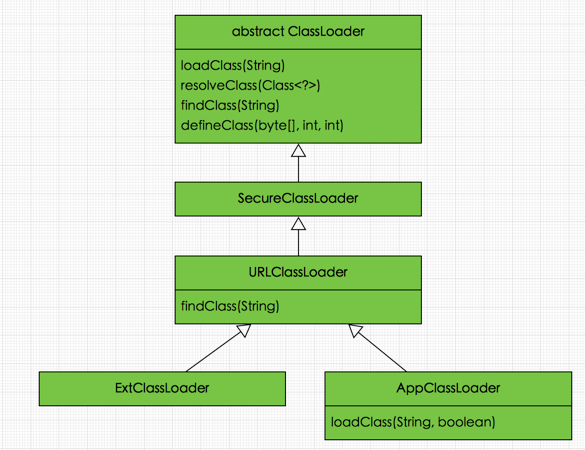 abstract ClassLoader
loadClass(String)
resolveClass(Class<?>)
findClass(String)
defineClass(byte[], int, int)
SecureClassLoader
URLClassLoader
findClass(String)
ExtClassLoader
AppClassLoader
loadClass(String, boolean)